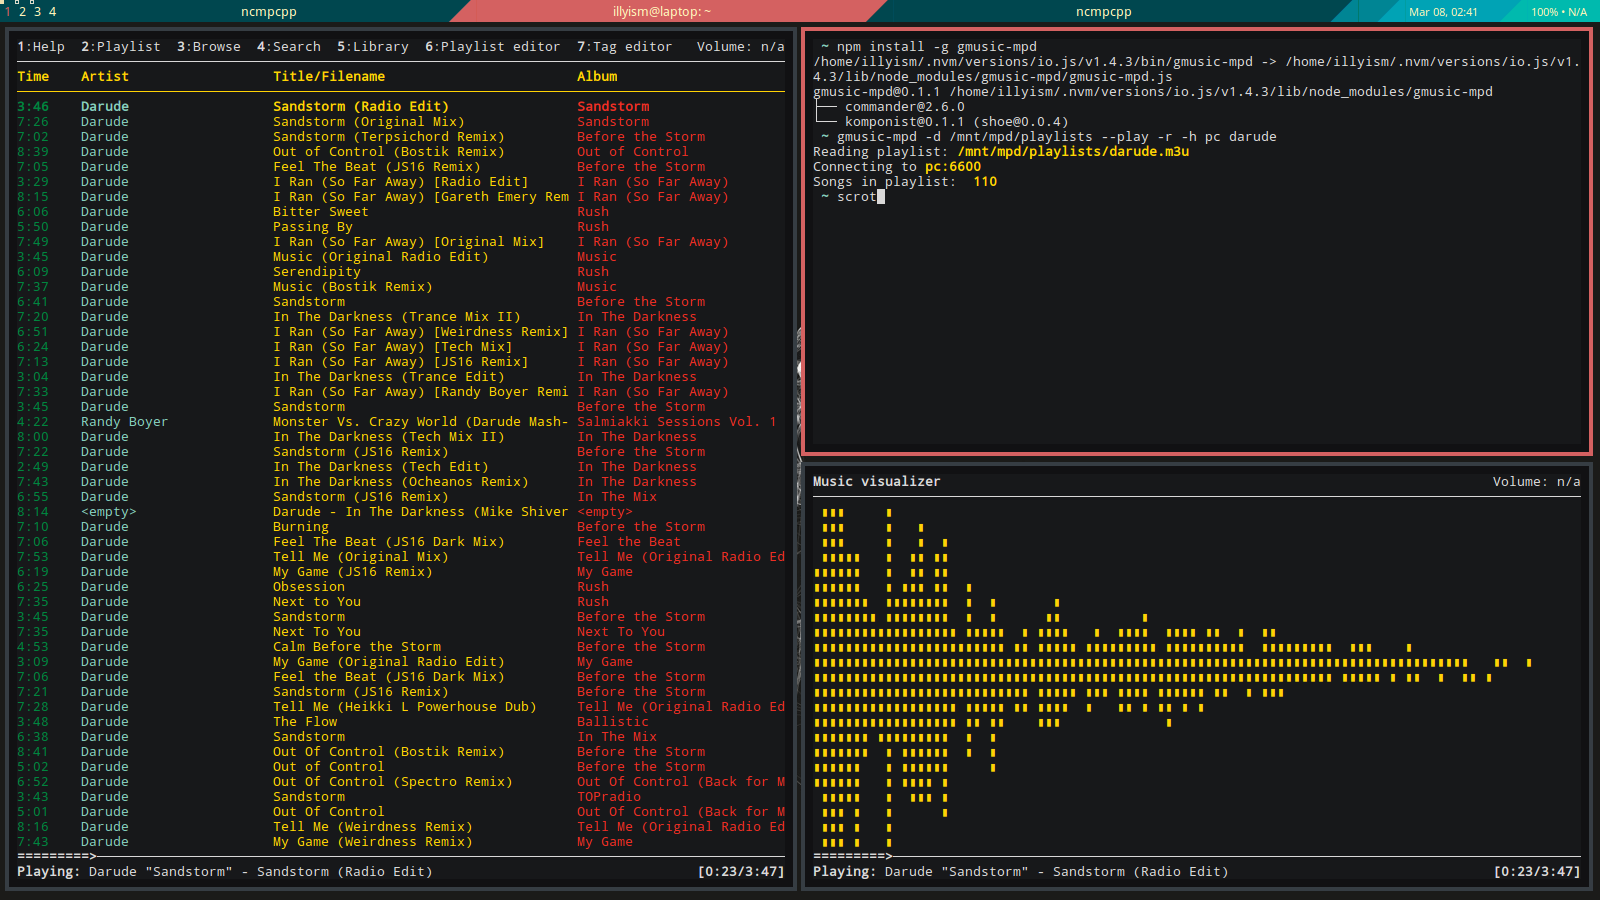 1 2 3 4 ncmpcpp illyism@laptop: ~ ncmpcpp Mar 08, 02:41 100% • N/A
1:Help 2:Playlist 3:Browse 4:Search 5:Library 6:Playlist editor 7:Tag editor Volume: n/a
Time Artist Title/Filename Album
3:46 Darude Sandstorm (Radio Edit) Sandstorm
7:26 Darude Sandstorm (Original Mix) Sandstorm
7:02 Darude Sandstorm (Terpsichord Remix) Before the Storm
8:39 Darude Out of Control (Bostik Remix) Out of Control
7:05 Darude Feel The Beat (JS16 Remix) Before the Storm
3:29 Darude I Ran (So Far Away) [Radio Edit] I Ran (So Far Away)
8:15 Darude I Ran (So Far Away) [Gareth Emery Rem I Ran (So Far Away)
6:06 Darude Bitter Sweet Rush
5:50 Darude Passing By Rush
7:49 Darude I Ran (So Far Away) [Original Mix] I Ran (So Far Away)
3:45 Darude Music (Original Radio Edit) Music
6:09 Darude Serendipity Rush
7:37 Darude Music (Bostik Remix) Music
6:41 Darude Sandstorm Before the Storm
7:20 Darude In The Darkness (Trance Mix II) In The Darkness
6:51 Darude I Ran (So Far Away) [Weirdness Remix] I Ran (So Far Away)
6:24 Darude I Ran (So Far Away) [Tech Mix] I Ran (So Far Away)
7:13 Darude I Ran (So Far Away) [JS16 Remix] I Ran (So Far Away)
3:04 Darude In The Darkness (Trance Edit) In The Darkness
7:33 Darude I Ran (So Far Away) [Randy Boyer Remi I Ran (So Far Away)
3:45 Darude Sandstorm Before the Storm
4:22 Randy Boyer Monster Vs. Crazy World (Darude Mash- Salmiakki Sessions Vol. 1
8:00 Darude In The Darkness (Tech Mix II) In The Darkness
7:22 Darude Sandstorm (JS16 Remix) Before the Storm
2:49 Darude In The Darkness (Tech Edit) In The Darkness
7:43 Darude In The Darkness (Ocheanos Remix) In The Darkness
6:55 Darude Sandstorm (JS16 Remix) In The Mix
8:14 <empty> Darude - In The Darkness (Mike Shiver <empty>
7:10 Darude Burning Before the Storm
7:06 Darude Feel The Beat (JS16 Dark Mix) Feel the Beat
7:53 Darude Tell Me (Original Mix) Tell Me (Original Radio Ed
6:19 Darude My Game (JS16 Remix) My Game
6:25 Darude Obsession Rush
7:35 Darude Next to You Rush
3:45 Darude Sandstorm Before the Storm
7:35 Darude Next To You Next To You
4:53 Darude Calm Before the Storm Before the Storm
3:09 Darude My Game (Original Radio Edit) My Game
7:06 Darude Feel the Beat (JS16 Dark Mix) Before the Storm
7:21 Darude Sandstorm (JS16 Remix) Before the Storm
7:28 Darude Tell Me (Heikki L Powerhouse Dub) Tell Me (Original Radio Ed
3:48 Darude The Flow Ballistic
6:38 Darude Sandstorm In The Mix
8:41 Darude Out Of Control (Bostik Remix) Before the Storm
5:02 Darude Out of Control Before the Storm
6:52 Darude Out Of Control (Spectro Remix) Out Of Control (Back for M
3:43 Darude Sandstorm TOPradio
5:01 Darude Out Of Control Out Of Control (Back for M
8:16 Darude Tell Me (Weirdness Remix) Tell Me (Original Radio Ed
7:43 Darude My Game (Weirdness Remix) My Game
=========>
Playing: Darude "Sandstorm" - Sandstorm (Radio Edit) [0:23/3:47]
~ npm install -g gmusic-mpd
/home/illyism/.nvm/versions/io.js/v1.4.3/bin/gmusic-mpd -> /home/illyism/.nvm/versions/io.js/v1.
4.3/lib/node_modules/gmusic-mpd/gmusic-mpd.js
gmusic-mpd@0.1.1 /home/illyism/.nvm/versions/io.js/v1.4.3/lib/node_modules/gmusic-mpd
├── commander@2.6.0
└── komponist@0.1.1 (shoe@0.0.4)
~ gmusic-mpd -d /mnt/mpd/playlists --play -r -h pc darude
Reading playlist: /mnt/mpd/playlists/darude.m3u
Connecting to pc:6600
Songs in playlist: 110
~ scrot
Music visualizer Volume: n/a
=========>
Playing: Darude "Sandstorm" - Sandstorm (Radio Edit) [0:23/3:47]